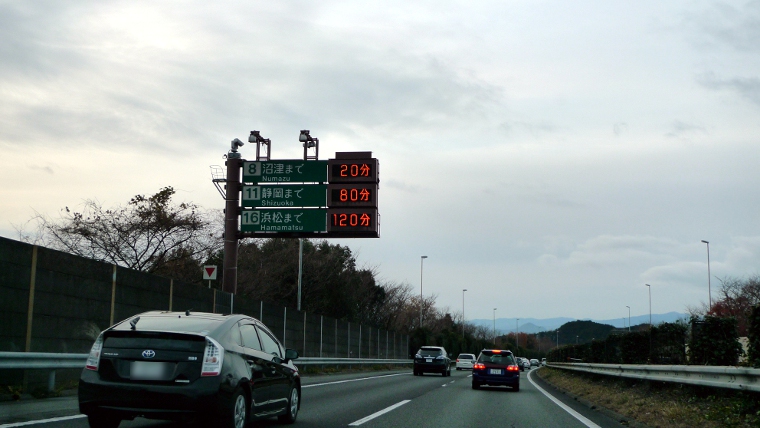 8 沼津まで 20分
Numazu
11 静岡まで 80分
Shizuoka
16 浜松まで 120分
Hamamatsu